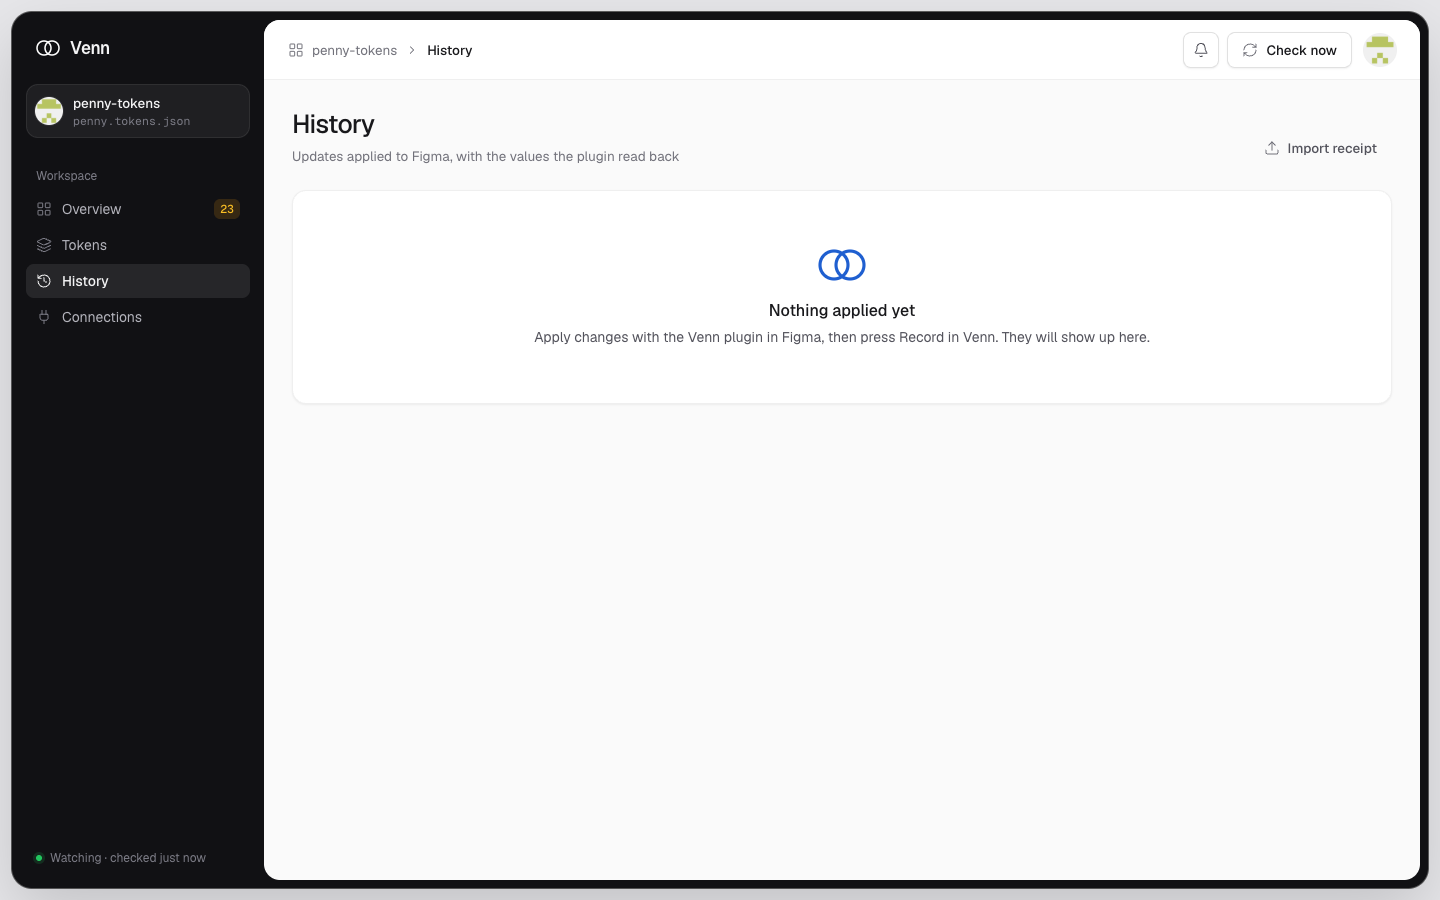 Venn
penny-tokens
penny.tokens.json
Workspace
Overview 23
Tokens
History
Connections
Watching · checked just now
penny-tokens > History
Check now
History
Updates applied to Figma, with the values the plugin read back
Import receipt
Nothing applied yet
Apply changes with the Venn plugin in Figma, then press Record in Venn. They will show up here.